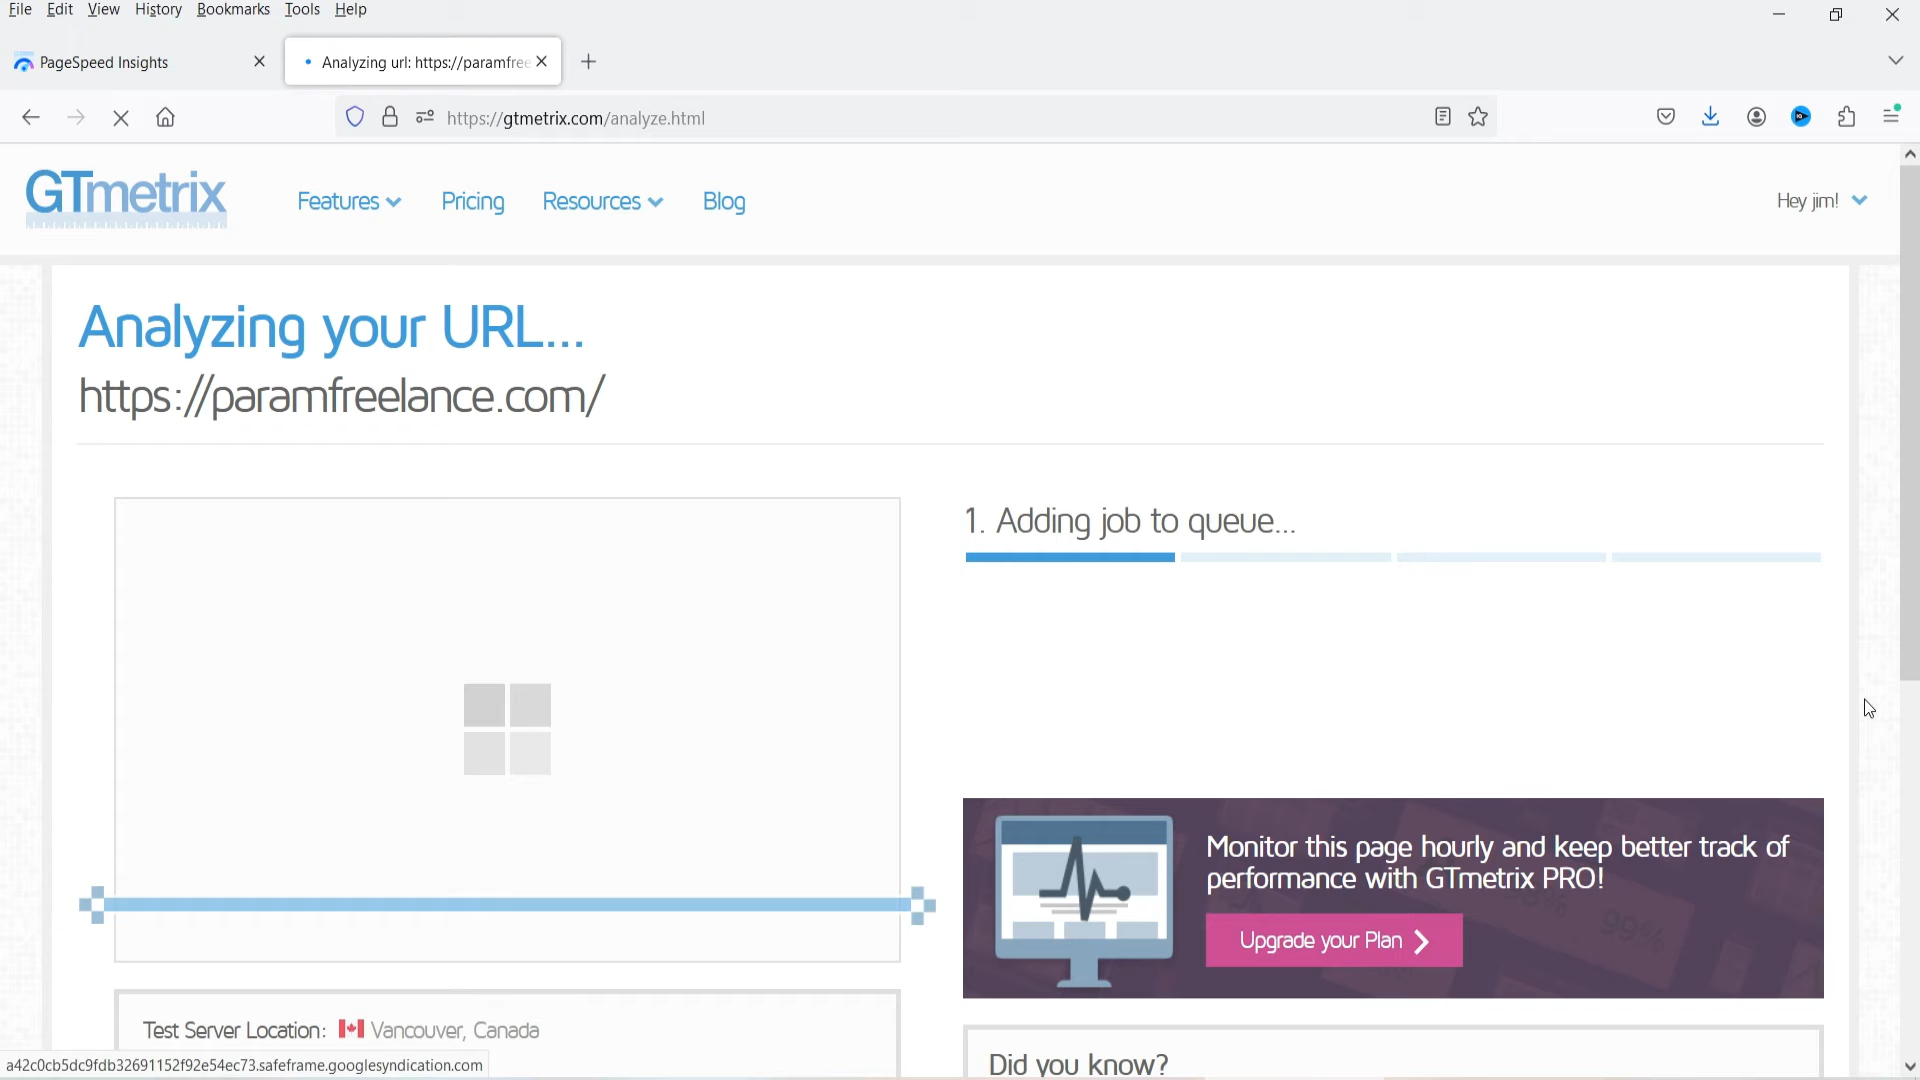 File Edit View History Bookmarks Tools Help
PageSpeed Insights
Analyzing url: https://paramfree
https://gtmetrix.com/analyze.html
GTmetrix
Features Pricing Resources Blog
Hey jim!
Analyzing your URL...
https://paramfreelance.com/
1. Adding job to queue...
Monitor this page hourly and keep better track of
performance with GTmetrix PRO!
Upgrade your Plan
99%
Test Server Location: Vancouver, Canada
Did you know?
a42c0cb5dc9fdb32691152f92e54ec73.safeframe.googlesyndication.com